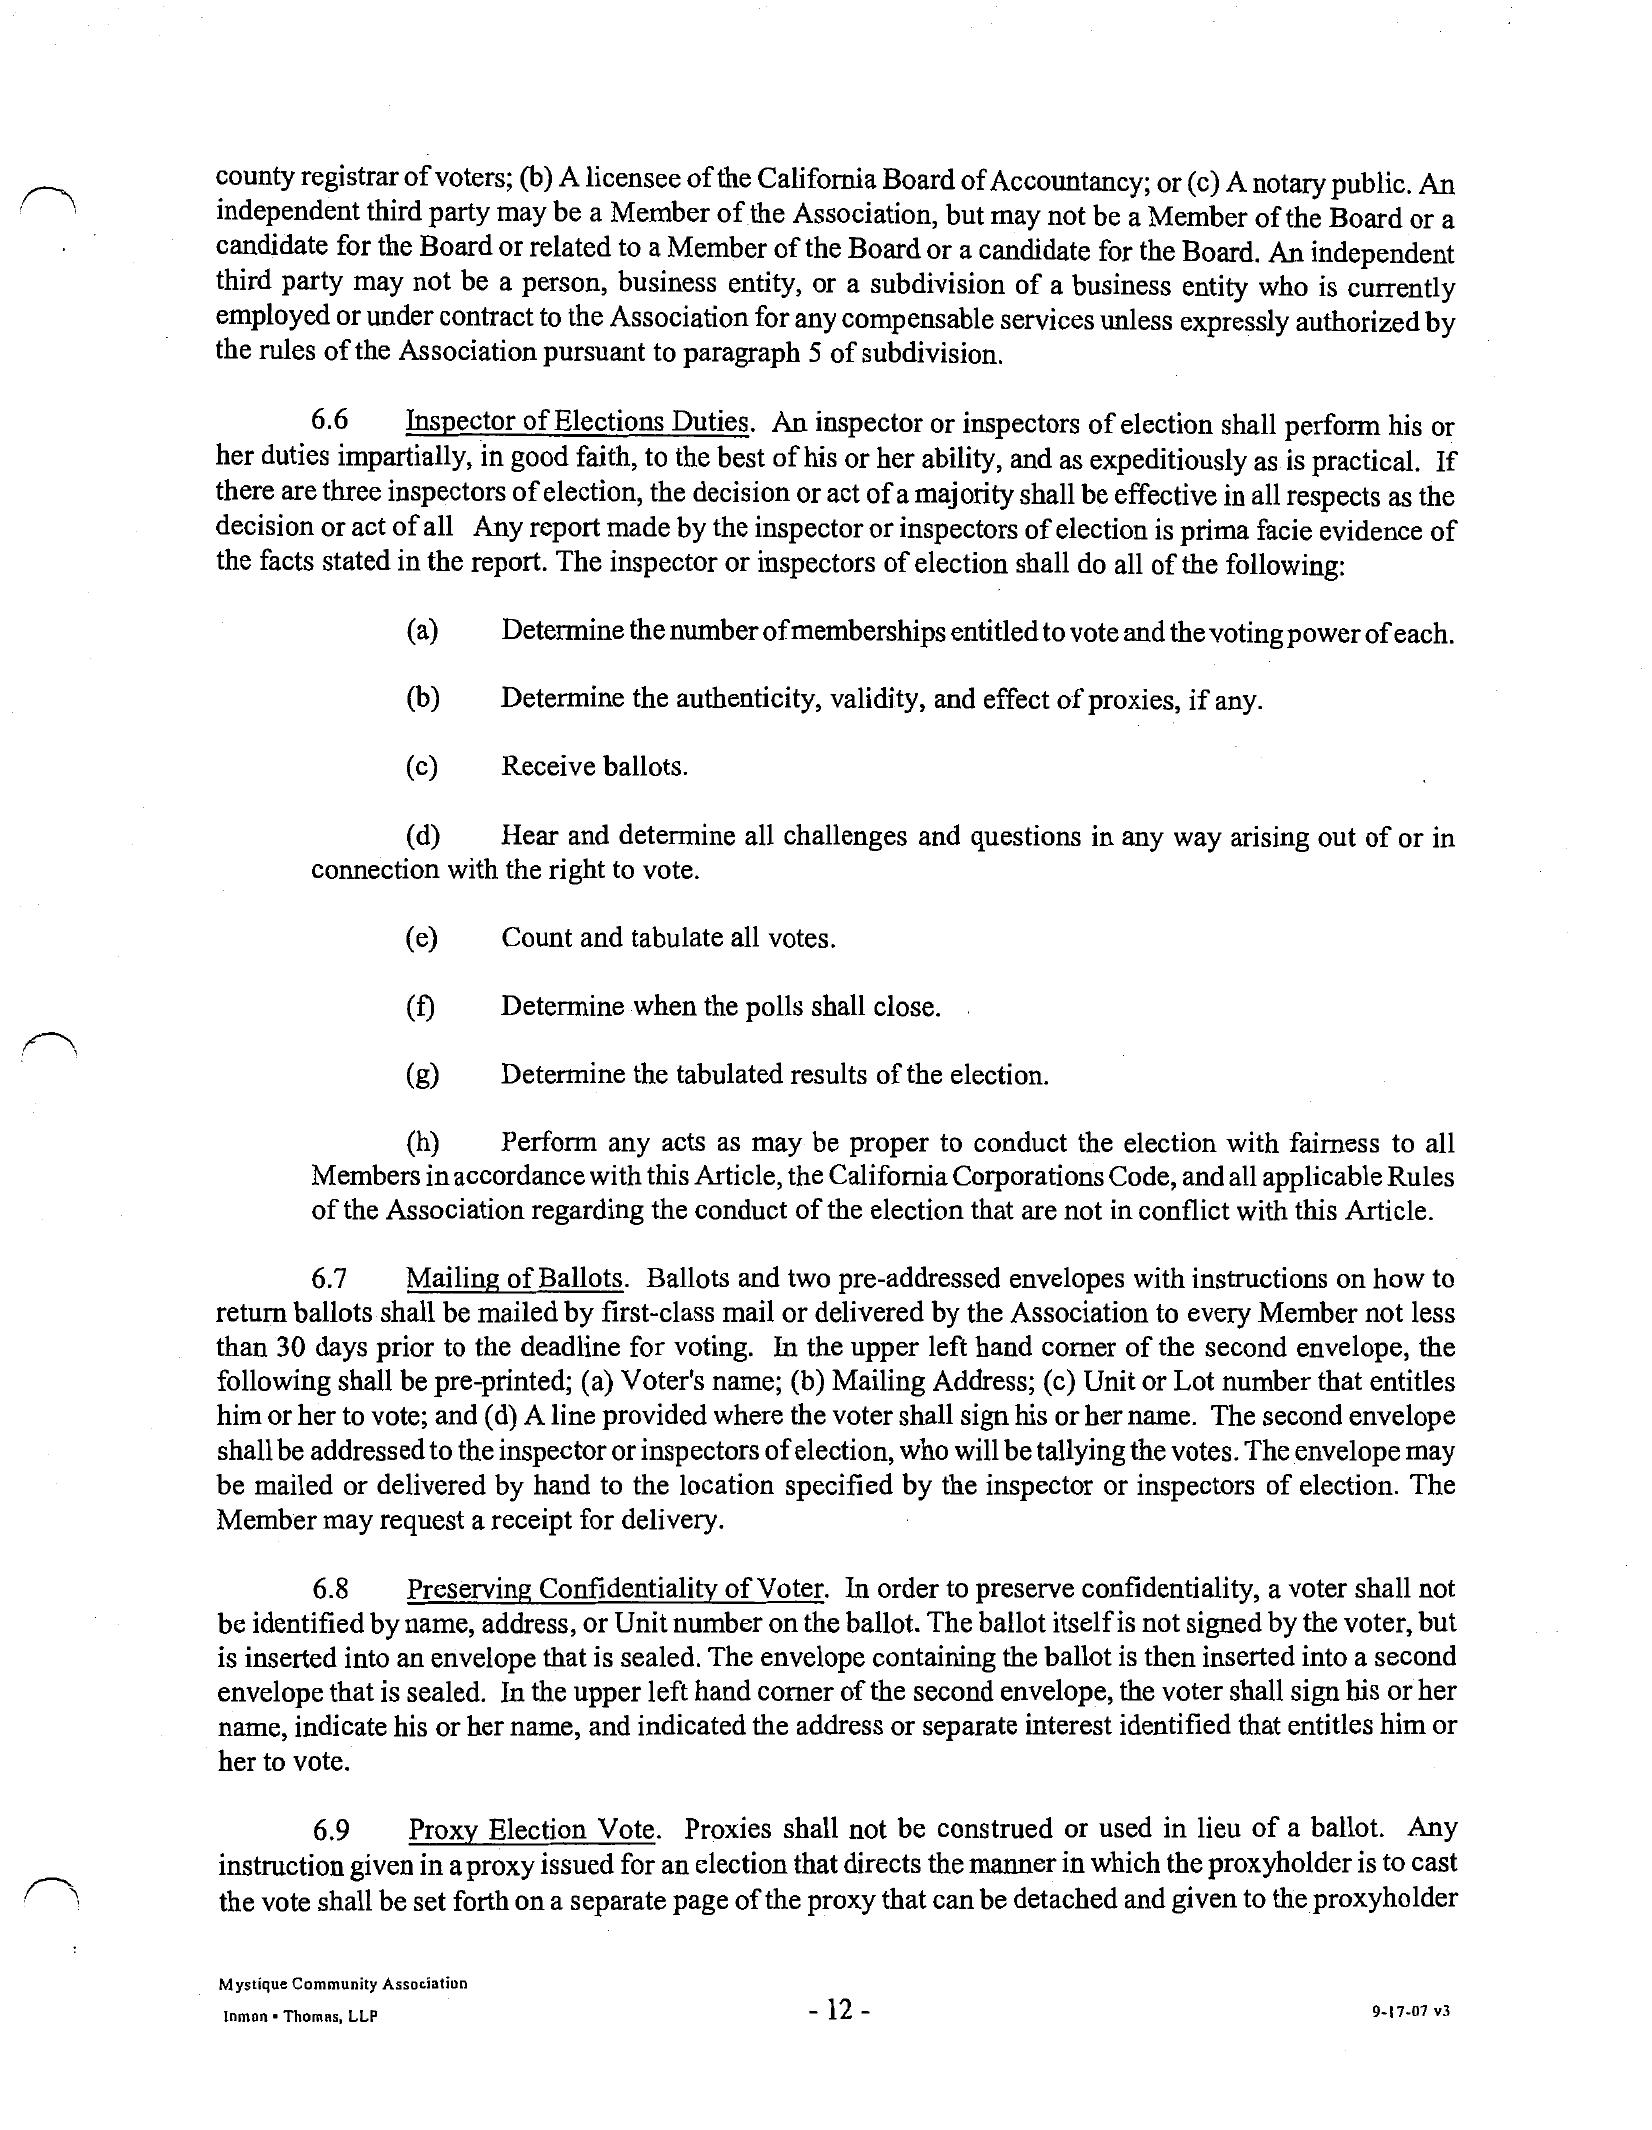 county registrar of voters; (b) A licensee of the California Board of Accountancy; or (c) A notary public. An
independent third party may be a Member of the Association, but may not be a Member of the Board or a
candidate for the Board or related to a Member of the Board or a candidate for the Board. An independent
third party may not be a person, business entity, or a subdivision of a business entity who is currently
employed or under contract to the Association for any compensable services unless expressly authorized by
the rules of the Association pursuant to paragraph 5 of subdivision.
6.6 Inspector of Elections Duties. An inspector or inspectors of election shall perform his or
her duties impartially, in good faith, to the best of his or her ability, and as expeditiously as is practical. If
there are three inspectors of election, the decision or act of a majority shall be effective in all respects as the
decision or act of all Any report made by the inspector or inspectors of election is prima facie evidence of
the facts stated in the report. The inspector or inspectors of election shall do all of the following:
(a) Determine the number of memberships entitled to vote and the voting power of each.
(b) Determine the authenticity, validity, and effect of proxies, if any.
(c) Receive ballots.
(d) Hear and determine all challenges and questions in any way arising out of or in
connection with the right to vote.
(e) Count and tabulate all votes.
(f) Determine when the polls shall close.
(g) Determine the tabulated results of the election.
(h) Perform any acts as may be proper to conduct the election with fairness to all
Members in accordance with this Article, the California Corporations Code, and all applicable Rules
of the Association regarding the conduct of the election that are not in conflict with this Article.
6.7 Mailing of Ballots. Ballots and two pre-addressed envelopes with instructions on how to
return ballots shall be mailed by first-class mail or delivered by the Association to every Member not less
than 30 days prior to the deadline for voting. In the upper left hand corner of the second envelope, the
following shall be pre-printed; (a) Voter's name; (b) Mailing Address; (c) Unit or Lot number that entitles
him or her to vote; and (d) A line provided where the voter shall sign his or her name. The second envelope
shall be addressed to the inspector or inspectors of election, who will be tallying the votes. The envelope may
be mailed or delivered by hand to the location specified by the inspector or inspectors of election. The
Member may request a receipt for delivery.
6.8 Preserving Confidentiality of Voter. In order to preserve confidentiality, a voter shall not
be identified by name, address, or Unit number on the ballot. The ballot itself is not signed by the voter, but
is inserted into an envelope that is sealed. The envelope containing the ballot is then inserted into a second
envelope that is sealed. In the upper left hand corner of the second envelope, the voter shall sign his or her
name, indicate his or her name, and indicated the address or separate interest identified that entitles him or
her to vote.
6.9 Proxy Election Vote. Proxies shall not be construed or used in lieu of a ballot. Any
instruction given in a proxy issued for an election that directs the manner in which the proxyholder is to cast
the vote shall be set forth on a separate page of the proxy that can be detached and given to the proxyholder
Mystique Community Association
Inmon ▪ Thomas, LLP
- 12 -
9-17-07 v3